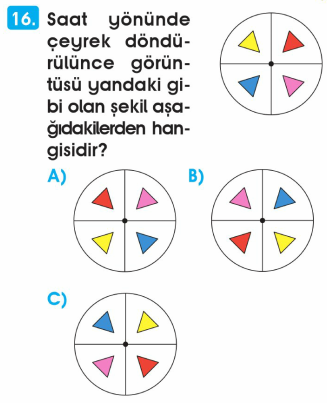 16. Saat yönünde
çeyrek döndü-
rülünce görün-
tüsü yandaki gi-
bi olan şekil aşa-
ğıdakilerden han-
gisidir?
A) B)
C)